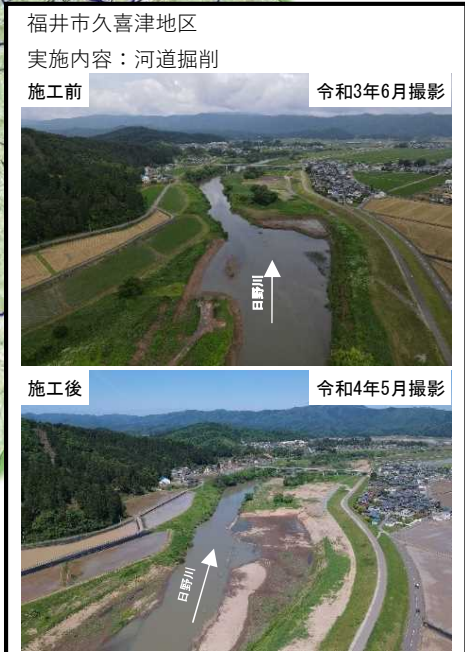 福井市久喜津地区
実施内容：河道掘削
施工前
令和3年6月撮影
日野川
施工後
令和4年5月撮影
日野川